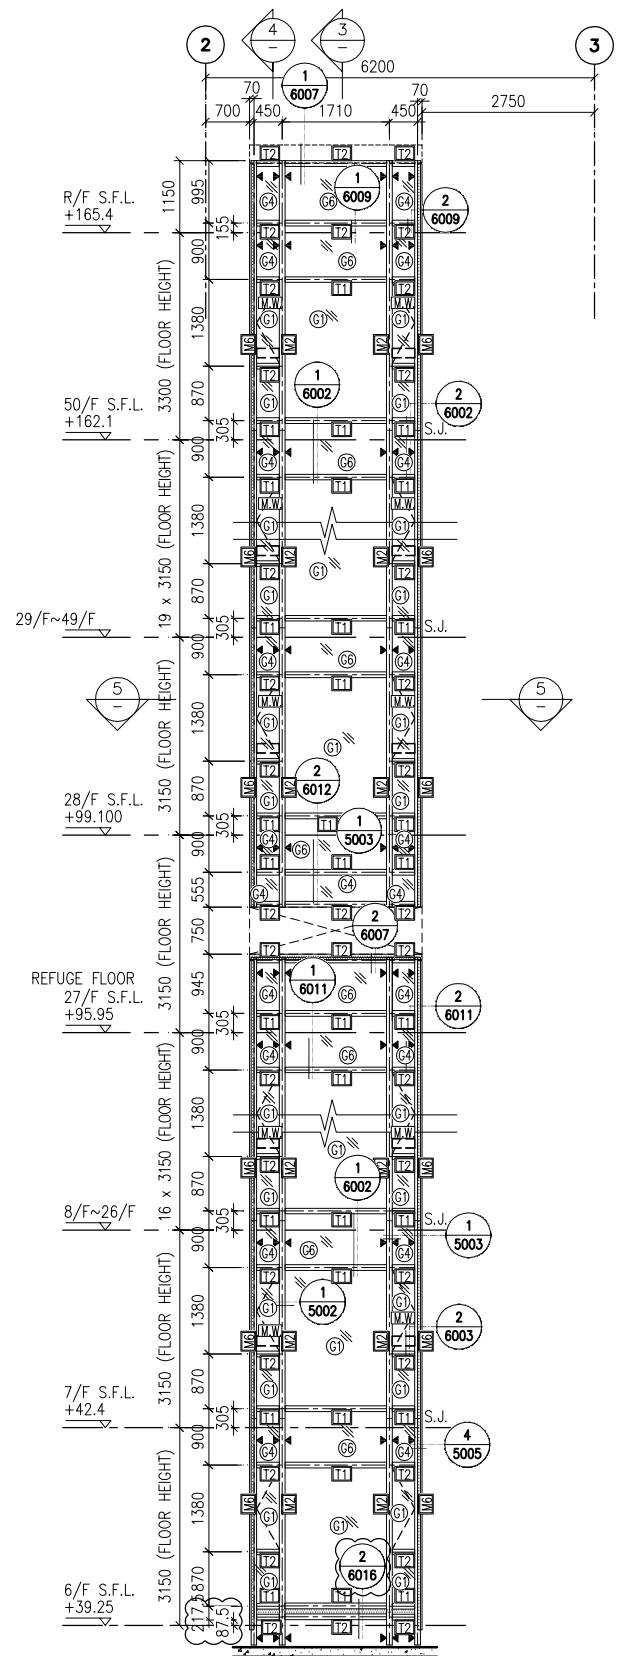 2
4
–
3
–
3
6200
1
6007
70
70
700
450
1710
450
2750
T2
T2
T2
1150
995
1
6009
R/F S.F.L.
+165.4
G4
G6
G4
2
6009
155
T2
T2
T2
900
G4
G6
G4
T2
T1
T2
M.W
M.W
3300 (FLOOR HEIGHT)
1380
G1
G1
G1
M6
M2
M2
M6
T2
T2
1
6002
50/F S.F.L.
+162.1
870
G1
G1
2
6002
305
T1
T1
T1
S.J.
900
G4
G6
G4
T1
T1
T1
M.W
M.W
19 x 3150 (FLOOR HEIGHT)
1380
G1
G1
M6
M2
M2
M6
T2
G1
T2
870
G1
G1
29/F~49/F
305
T1
T1
T1
S.J.
900
G4
G6
G4
T2
T1
T2
5
–
M.W
M.W
5
–
3150 (FLOOR HEIGHT)
1380
G1
G1
G1
T2
T2
2
6012
M6
M2
M2
M6
28/F S.F.L.
+99.100
870
G1
G1
305
T1
T1
T1
1
5003
900
G4
G6
G4
T1
T1
T1
555
G4
G4
G4
T2
T2
T2
750
2
6007
T2
T2
T2
3150 (FLOOR HEIGHT)
REFUGE FLOOR
27/F S.F.L.
+95.95
945
1
6011
G4
G6
G4
2
6011
305
T1
T1
T1
900
G4
G6
G4
T2
T1
T2
16 x 3150 (FLOOR HEIGHT)
1380
G1
G1
M.W
M.W
G1
M6
M2
M2
M6
T2
T2
1
6002
8/F~26/F
870
G1
G1
305
T1
T1
T1
S.J.
1
5003
900
G4
G6
G4
T2
T1
T2
3150 (FLOOR HEIGHT)
1380
G1
1
5002
G1
M.W
M.W
2
6003
M6
M2
G1
M2
M6
T2
T2
7/F S.F.L.
+42.4
870
G1
G1
305
T1
T1
T1
S.J.
900
G4
G6
G4
4
5005
T2
T1
T2
3150 (FLOOR HEIGHT)
1380
M6
M2
M2
M6
G1
G1
G1
T2
T2
2
6016
6/F S.F.L.
+39.25
870
G1
G1
T1
T1
T1
217.5
87.5
T2
T2
T2